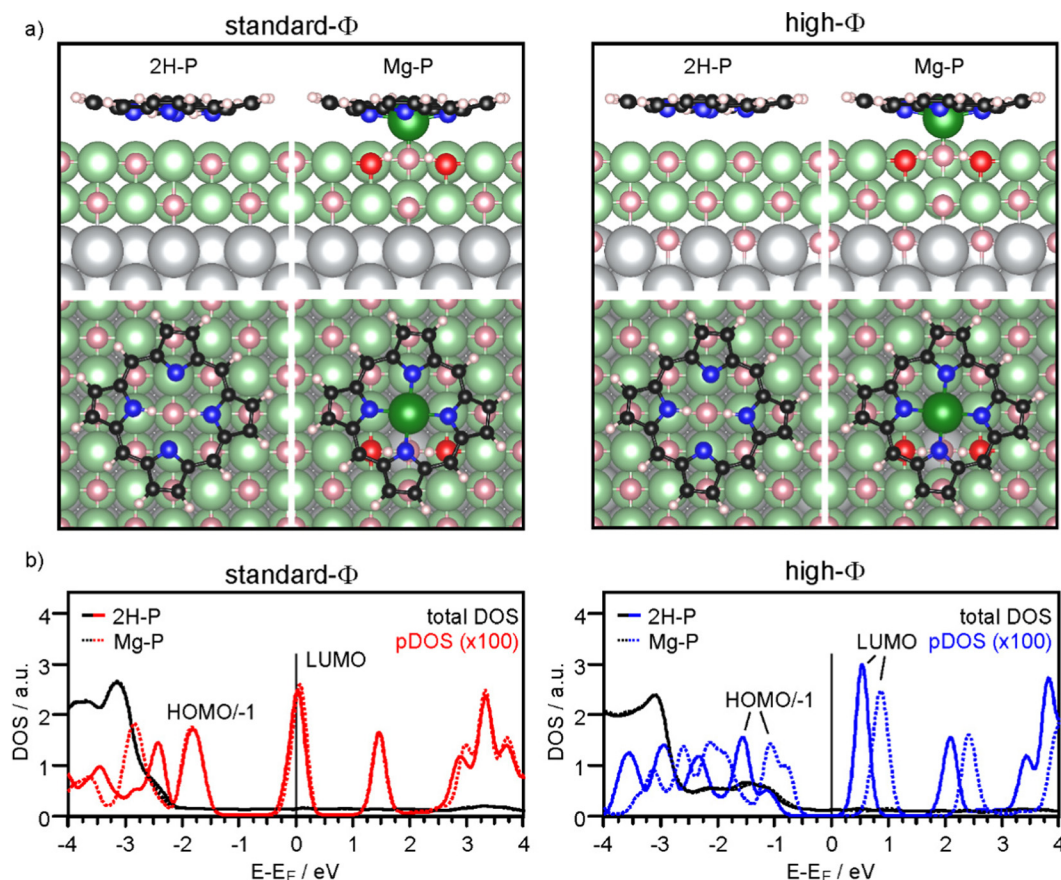 a)
standard-Φ
high-Φ
2H-P
Mg-P
2H-P
Mg-P
b)
standard-Φ
4
3
2
1
0
DOS / a.u.
2H-P
Mg-P
total DOS
pDOS (x100)
LUMO
HOMO/-1
-4 -3 -2 -1 0 1 2 3 4
E-E_F / eV
high-Φ
4
3
2
1
0
DOS / a.u.
2H-P
Mg-P
total DOS
pDOS (x100)
LUMO
HOMO/-1
-4 -3 -2 -1 0 1 2 3 4
E-E_F / eV